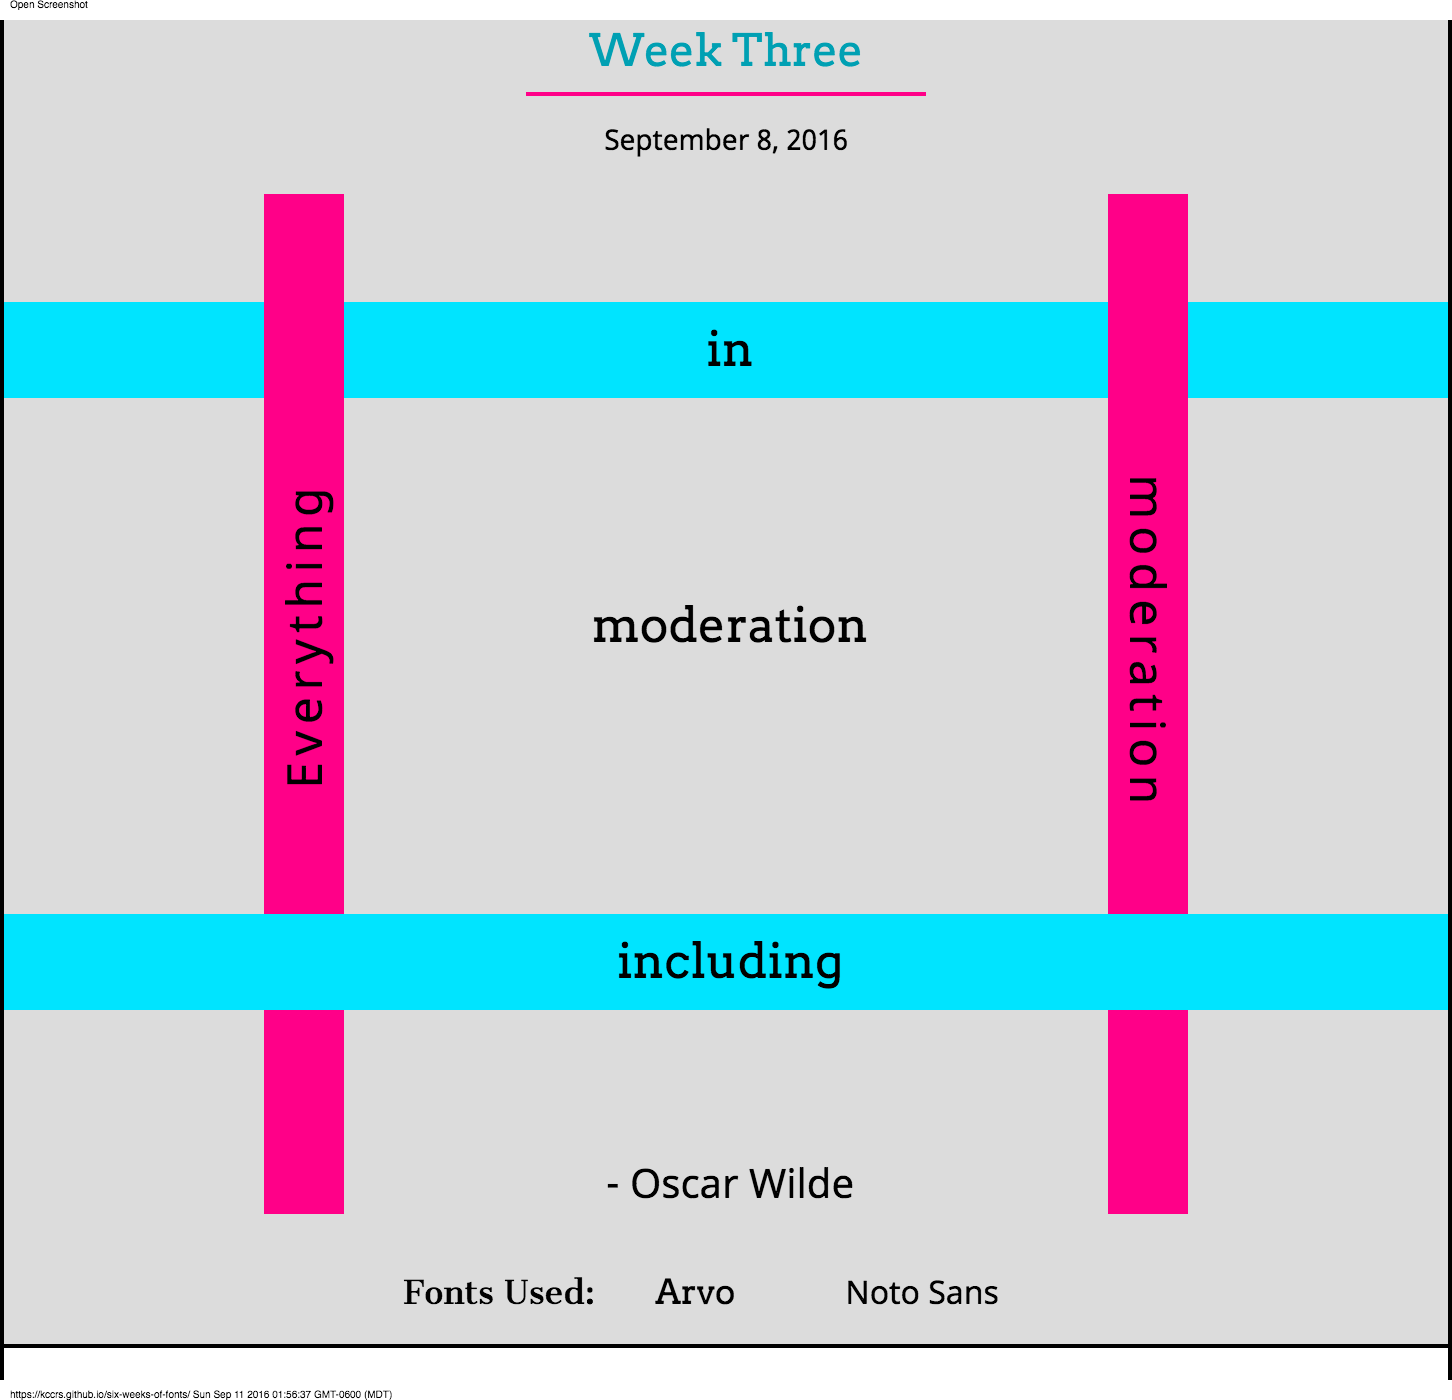 Open Screenshot
Week Three
September 8, 2016
Everything
in
moderation
including
moderation
- Oscar Wilde
Fonts Used: Arvo Noto Sans
https://kccrs.github.io/six-weeks-of-fonts/ Sun Sep 11 2016 01:56:37 GMT-0600 (MDT)